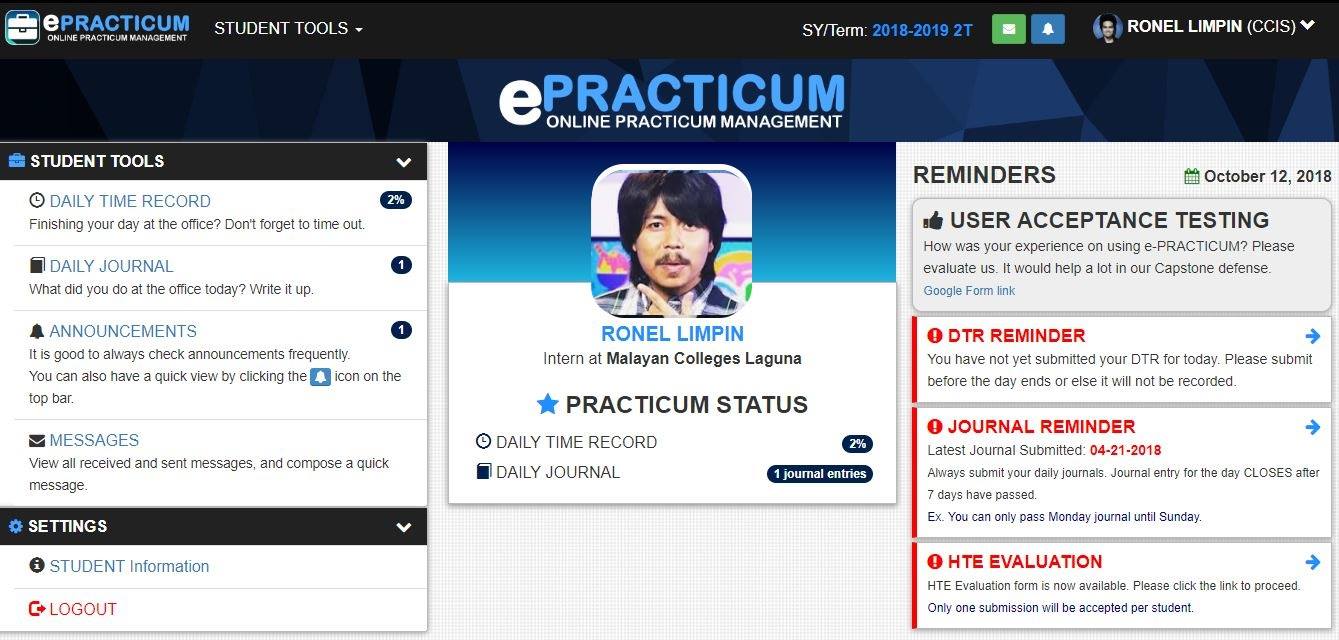 ePRACTICUM
ONLINE PRACTICUM MANAGEMENT
STUDENT TOOLS
SY/Term: 2018-2019 2T
RONEL LIMPIN (CCIS)
ePRACTICUM
ONLINE PRACTICUM MANAGEMENT
STUDENT TOOLS
DAILY TIME RECORD 2%
Finishing your day at the office? Don't forget to time out.
DAILY JOURNAL 1
What did you do at the office today? Write it up.
ANNOUNCEMENTS 1
It is good to always check announcements frequently.
You can also have a quick view by clicking the icon on the
top bar.
MESSAGES
View all received and sent messages, and compose a quick
message.
SETTINGS
STUDENT Information
LOGOUT
RONEL LIMPIN
Intern at Malayan Colleges Laguna
PRACTICUM STATUS
DAILY TIME RECORD 2%
DAILY JOURNAL 1 journal entries
REMINDERS October 12, 2018
USER ACCEPTANCE TESTING
How was your experience on using e-PRACTICUM? Please
evaluate us. It would help a lot in our Capstone defense.
Google Form link
DTR REMINDER
You have not yet submitted your DTR for today. Please submit
before the day ends or else it will not be recorded.
JOURNAL REMINDER
Latest Journal Submitted: 04-21-2018
Always submit your daily journals. Journal entry for the day CLOSES after
7 days have passed.
Ex. You can only pass Monday journal until Sunday.
HTE EVALUATION
HTE Evaluation form is now available. Please click the link to proceed.
Only one submission will be accepted per student.